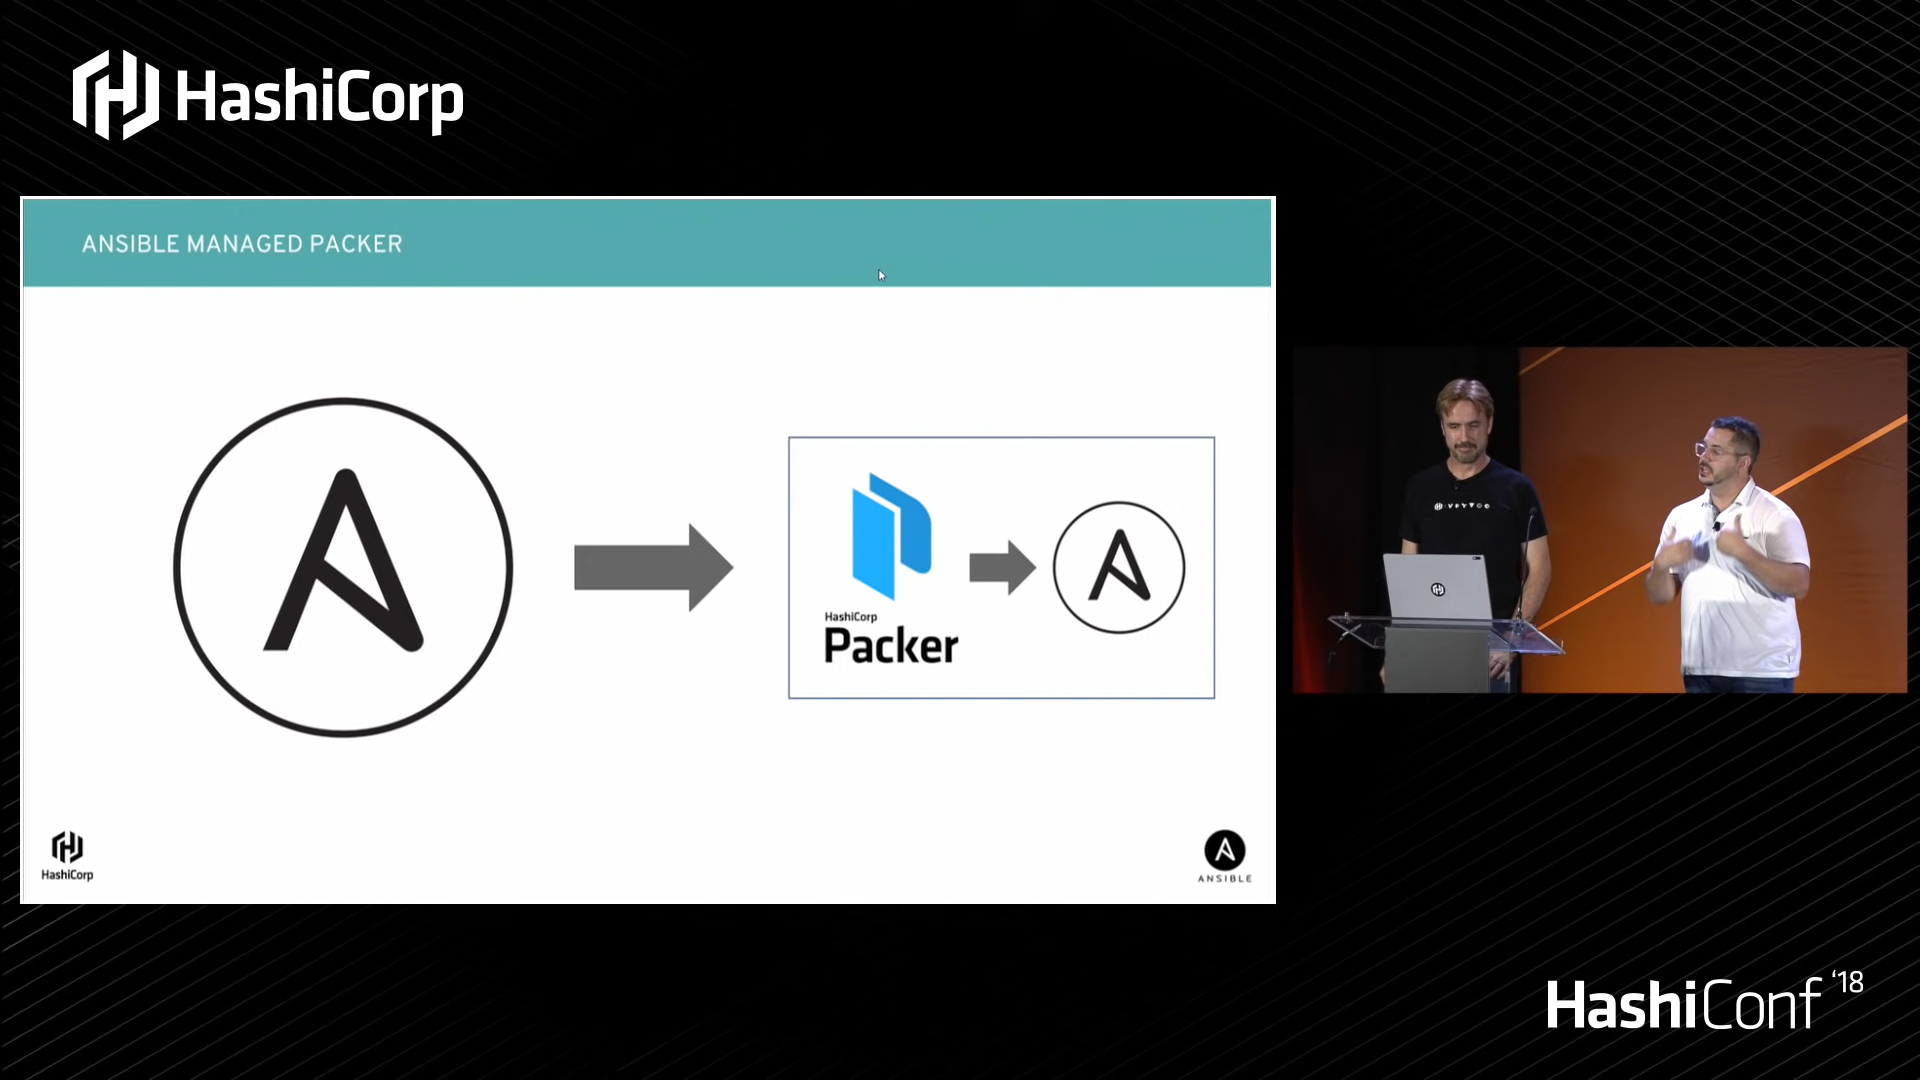 HashiCorp
ANSIBLE MANAGED PACKER
HashiCorp
Packer
HashiCorp
ANSIBLE
HashiConf '18